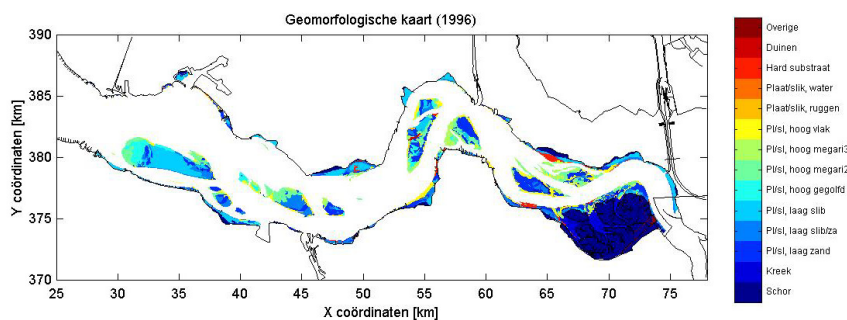 Geomorfologische kaart (1996)
390
385
380
375
370
Y coördinaten [km]
25 30 35 40 45 50 55 60 65 70 75
X coördinaten [km]
Overige
Duinen
Hard substraat
Plaat/slik, water
Plaat/slik, ruggen
Pl/sl, hoog vlak
Pl/sl, hoog megari3
Pl/sl, hoog megari2
Pl/sl, hoog gegolfd
Pl/sl, laag slib
Pl/sl, laag slib/za
Pl/sl, laag zand
Kreek
Schor